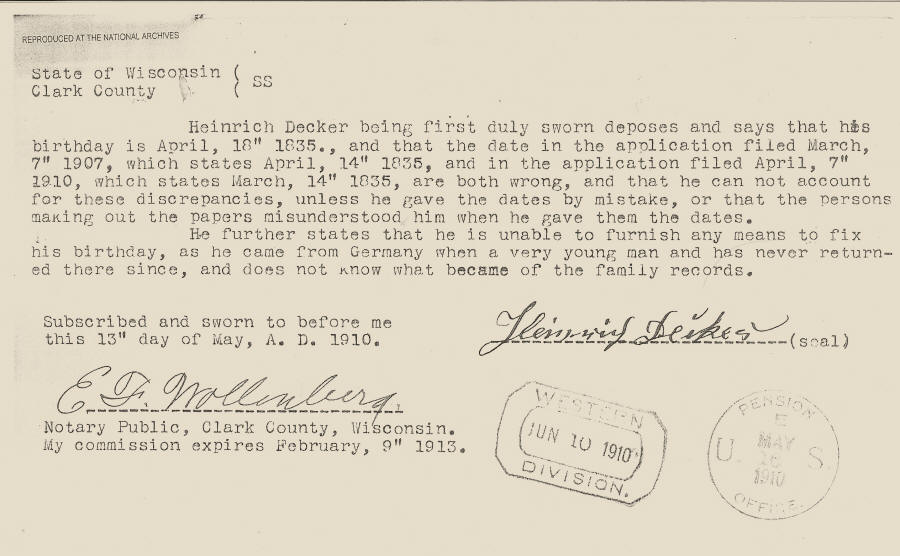 REPRODUCED AT THE NATIONAL ARCHIVES
State of Wisconsin ( SS
Clark County (
Heinrich Decker being first duly sworn deposes and says that his
birthday is April, 18" 1835., and that the date in the application filed March,
7" 1907, which states April, 14" 1835, and in the application filed April, 7"
1910, which states March, 14" 1835, are both wrong, and that he can not account
for these discrepancies, unless he gave the dates by mistake, or that the persons
making out the papers misunderstood him when he gave them the dates.
He further states that he is unable to furnish any means to fix
his birthday, as he came from Germany when a very young man and has never return-
ed there since, and does not know what became of the family records.
Subscribed and sworn to before me
this 13" day of May, A. D. 1910.
Heinrich Deikes (seal)
E. F. Wollenberg.
Notary Public, Clark County, Wisconsin.
My commission expires February, 9" 1913.
WESTERN
JUN 10 1910
DIVISION.
PENSION
E
U. MAY S.
16
1910
OFFICE.